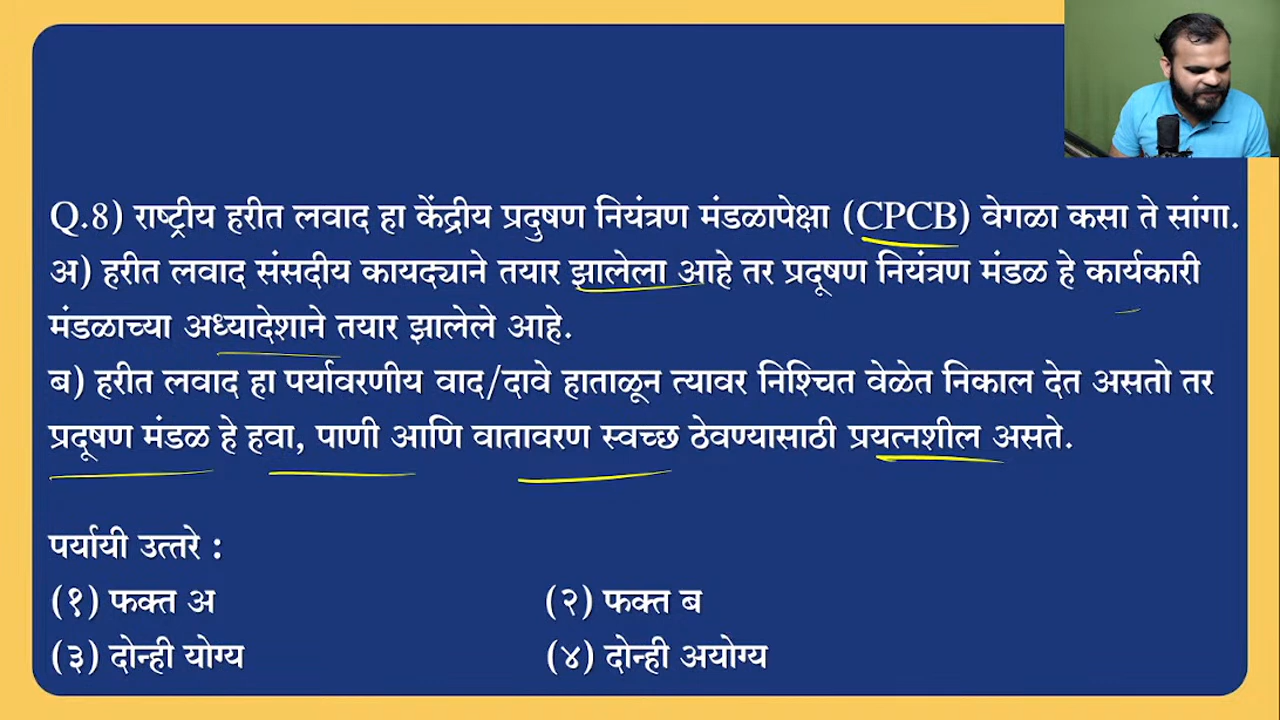 Q.8) राष्ट्रीय हरीत लवाद हा केंद्रीय प्रदुषण नियंत्रण मंडळापेक्षा (CPCB) वेगळा कसा ते सांगा.
अ) हरीत लवाद संसदीय कायद्याने तयार झालेला आहे तर प्रदूषण नियंत्रण मंडळ हे कार्यकारी
मंडळाच्या अध्यादेशाने तयार झालेले आहे.
ब) हरीत लवाद हा पर्यावरणीय वाद/दावे हाताळून त्यावर निश्चित वेळेत निकाल देत असतो तर
प्रदूषण मंडळ हे हवा, पाणी आणि वातावरण स्वच्छ ठेवण्यासाठी प्रयत्नशील असते.
पर्यायी उत्तरे :
(१) फक्त अ (२) फक्त ब
(३) दोन्ही योग्य (४) दोन्ही अयोग्य